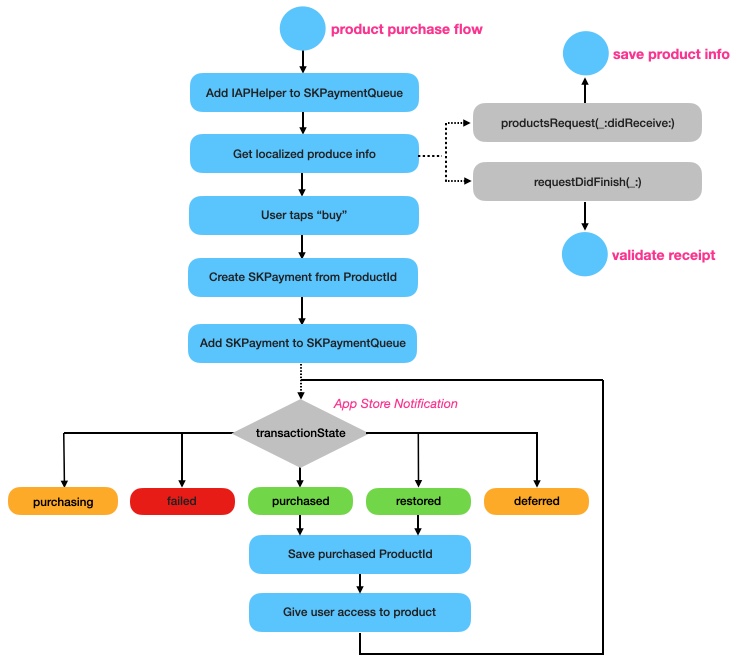 product purchase flow
save product info
Add IAPHelper to SKPaymentQueue
productsRequest(_:didReceive:)
Get localized produce info
requestDidFinish(_:)
User taps “buy”
validate receipt
Create SKPayment from ProductId
Add SKPayment to SKPaymentQueue
App Store Notification
transactionState
purchasing
failed
purchased
restored
deferred
Save purchased ProductId
Give user access to product